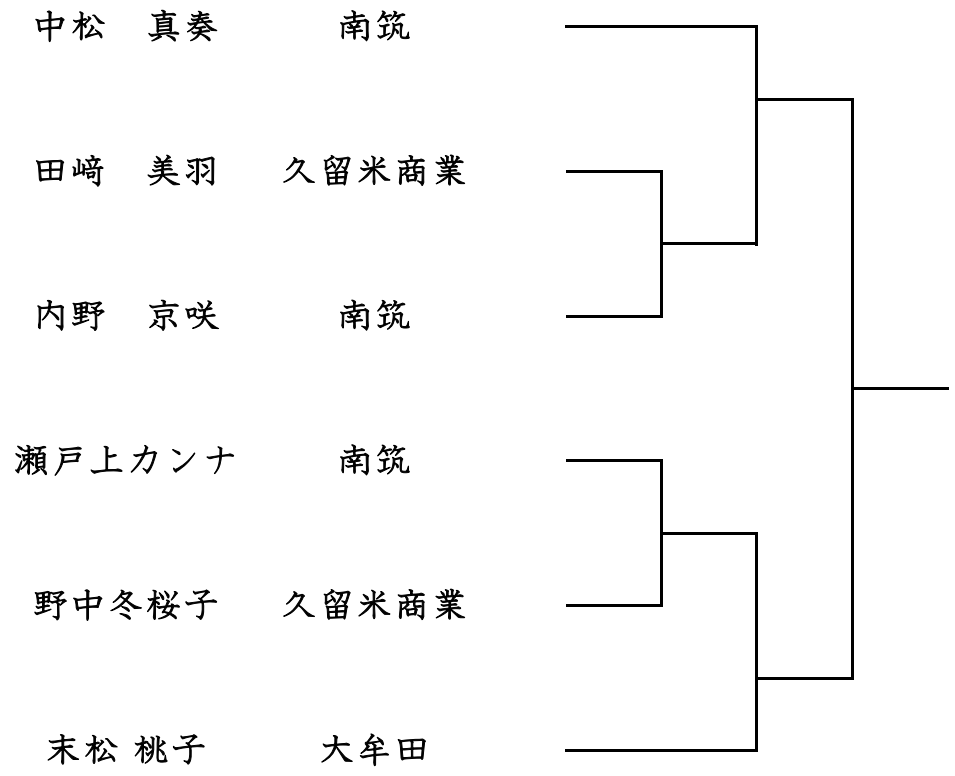 中松　真奏　南筑
田﨑　美羽　久留米商業
内野　京咲　南筑
瀬戸上カンナ　南筑
野中冬桜子　久留米商業
末松 桃子　大牟田